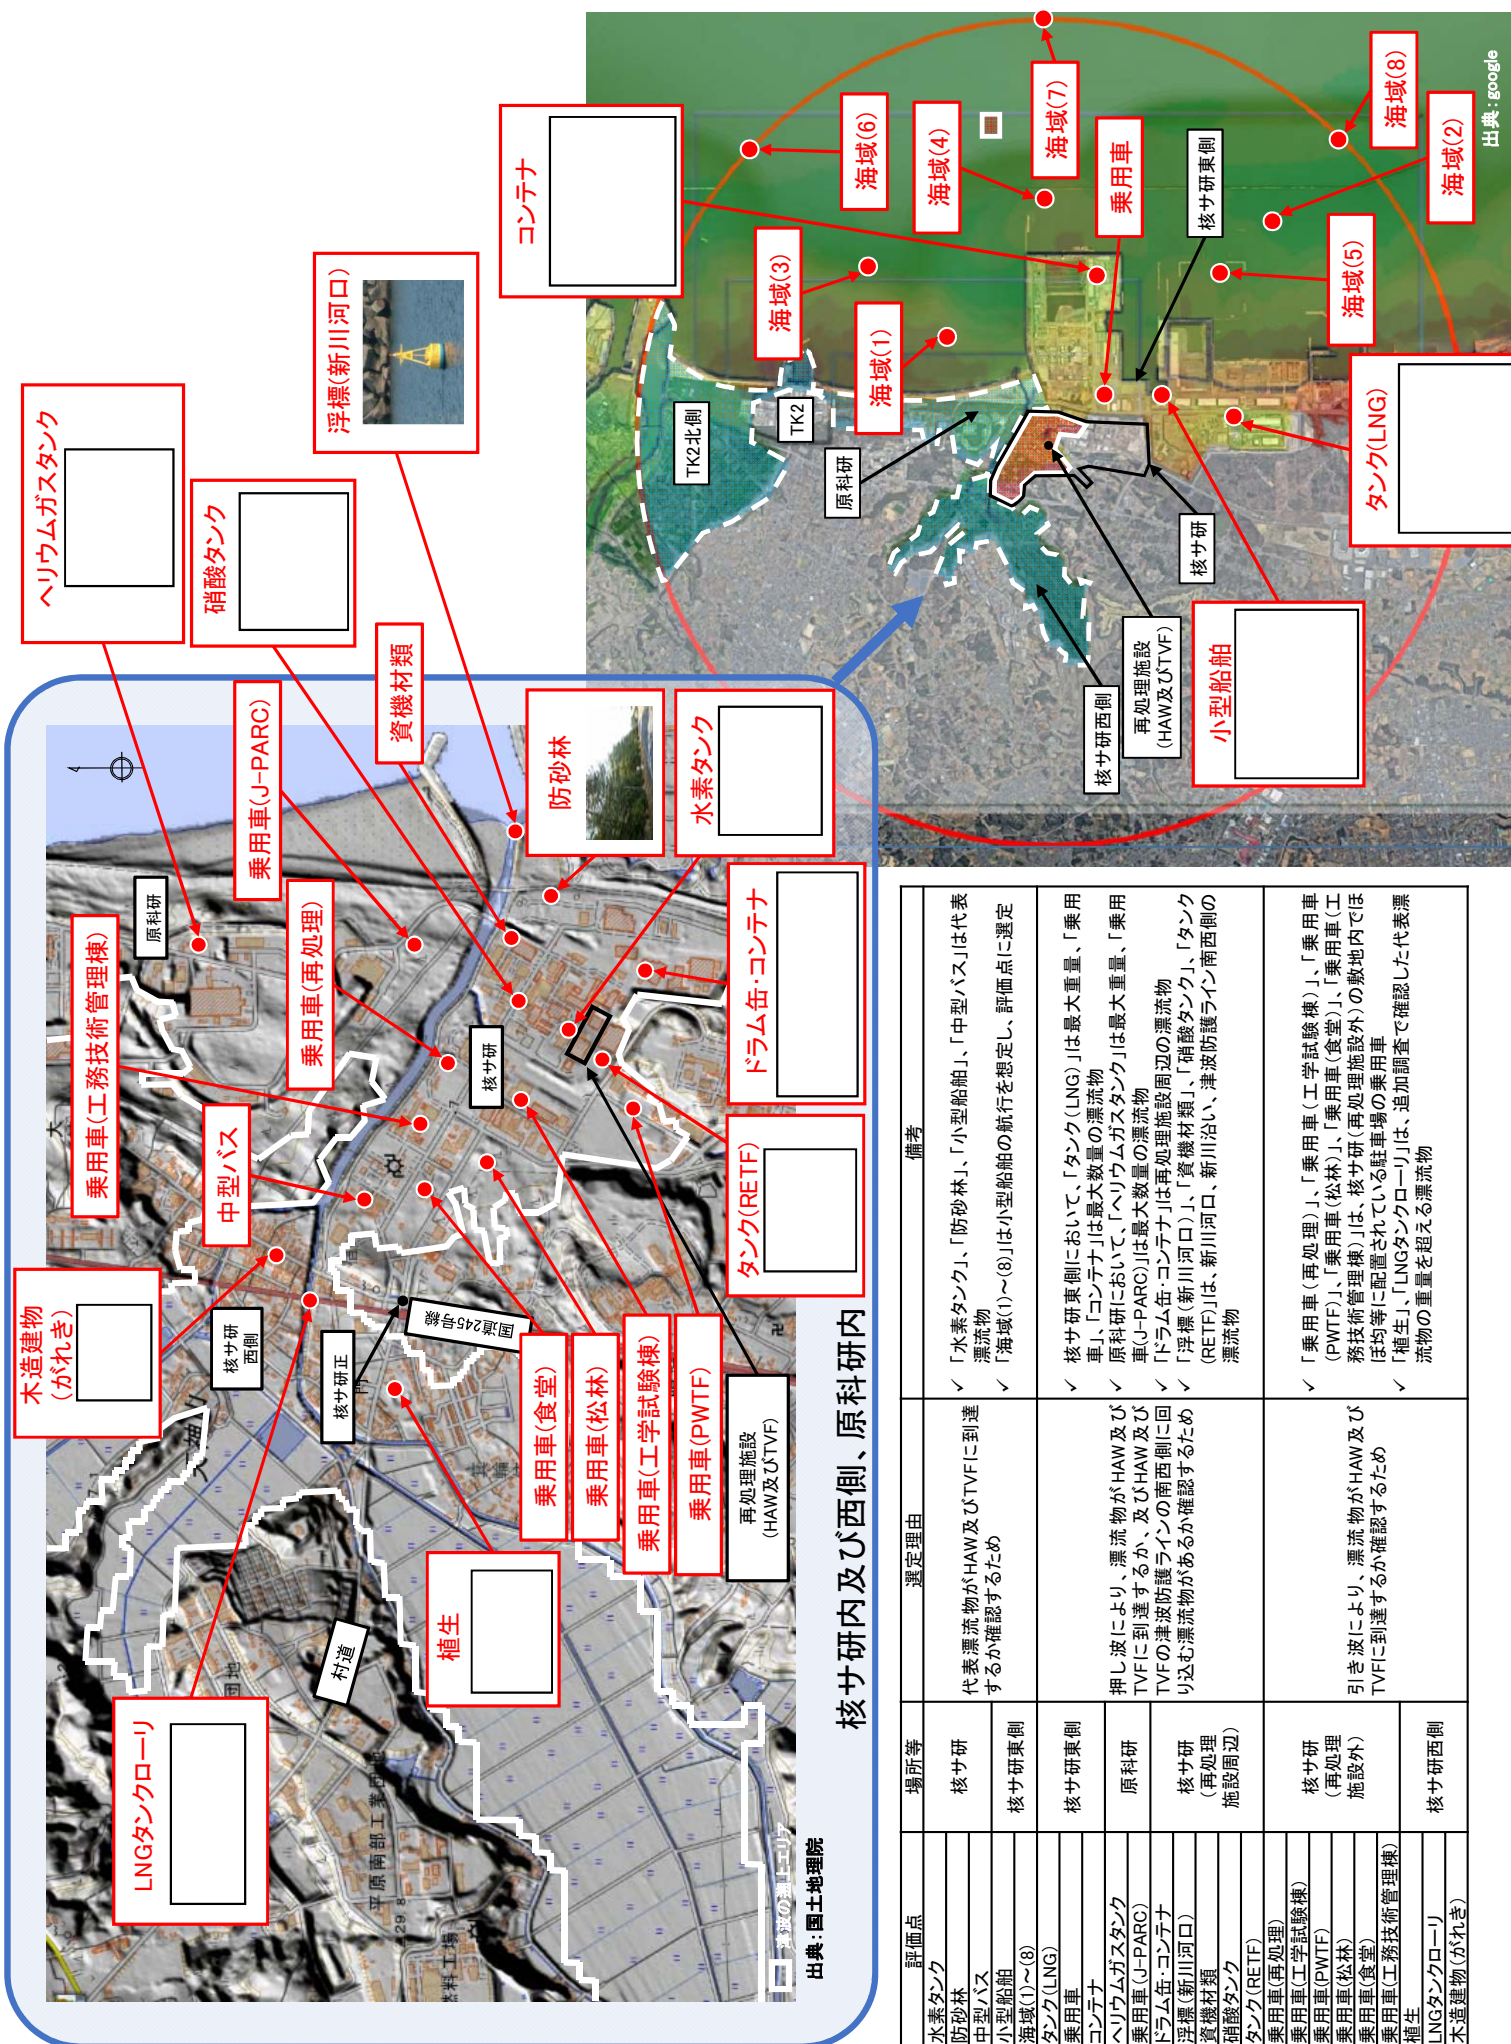 木造建物
(がれき)
中型バス
乗用車(工務技術管理棟)
乗用車(再処理)
乗用車(J-PARC)
ヘリウムガスタンク
硝酸タンク
資機材類
浮標(新川河口)
コンテナ
LNGタンクローリ
植生
乗用車(食堂)
乗用車(松林)
乗用車(工学試験棟)
乗用車(PWTF)
再処理施設
(HAW及びTVF)
タンク(RETF)
ドラム缶・コンテナ
水素タンク
防砂林
原科研
核サ研
核サ研
西側
核サ研正
門
国道245号線
村道
平原南部工業団地
団地
29.8
津波の遡上エリア
出典:国土地理院
核サ研内及び西側、原科研内
海域(6)
海域(4)
海域(7)
海域(3)
海域(1)
乗用車
核サ研東側
海域(8)
海域(2)
海域(5)
タンク(LNG)
TK2北側
TK2
原科研
核サ研
核サ研西側
再処理施設
(HAW及びTVF)
小型船舶
出典:google
評価点
場所等
選定理由
備考
水素タンク
防砂林
中型バス
核サ研
小型船舶
海域(1)~(8)
核サ研東側
代表漂流物がHAW及びTVFに到達
するか確認するため
✓ 「水素タンク」、「防砂林」、「小型船舶」、「中型バス」は代表
漂流物
✓ 「海域(1)~(8)」は小型船舶の航行を想定し、評価点に選定
タンク(LNG)
乗用車
コンテナ
核サ研東側
ヘリウムガスタンク
乗用車(J-PARC)
原科研
ドラム缶・コンテナ
浮標(新川河口)
資機材類
硝酸タンク
タンク(RETF)
核サ研
(再処理
施設周辺)
押し波により、漂流物がHAW及び
TVFに到達するか、及びHAW及び
TVFの津波防護ラインの南西側に回
り込む漂流物があるか確認するため
✓ 核サ研東側において、「タンク(LNG)」は最大重量、「乗用
車」、「コンテナ」は最大数量の漂流物
✓ 原科研において、「ヘリウムガスタンク」は最大重量、「乗用
車(J-PARC)」は最大数量の漂流物
✓ 「ドラム缶・コンテナ」は再処理施設周辺の漂流物
✓ 「浮標(新川河口)」、「資機材類」、「硝酸タンク」、「タンク
(RETF)」は、新川河口、新川沿い、津波防護ライン南西側の
漂流物
乗用車(再処理)
乗用車(工学試験棟)
乗用車(PWTF)
乗用車(松林)
乗用車(食堂)
乗用車(工務技術管理棟)
核サ研
(再処理
施設外)
植生
LNGタンクローリ
木造建物(がれき)
核サ研西側
引き波により、漂流物がHAW及び
TVFに到達するか確認するため
✓ 「乗用車(再処理)」、「乗用車(工学試験棟)」、「乗用車
(PWTF)」、「乗用車(松林)」、「乗用車(食堂)」、「乗用車(工
務技術管理棟)」は、核サ研(再処理施設外)の敷地内でほ
ぼ均等に配置されている駐車場の乗用車
✓ 「植生」、「LNGタンクローリ」は、追加調査で確認した代表漂
流物の重量を超える漂流物